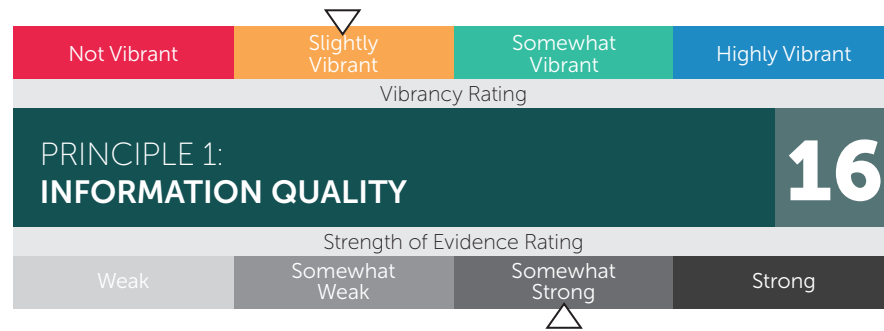 Not Vibrant
Slightly
Vibrant
Somewhat
Vibrant
Highly Vibrant
Vibrancy Rating
PRINCIPLE 1:
INFORMATION QUALITY
16
Strength of Evidence Rating
Weak
Somewhat
Weak
Somewhat
Strong
Strong